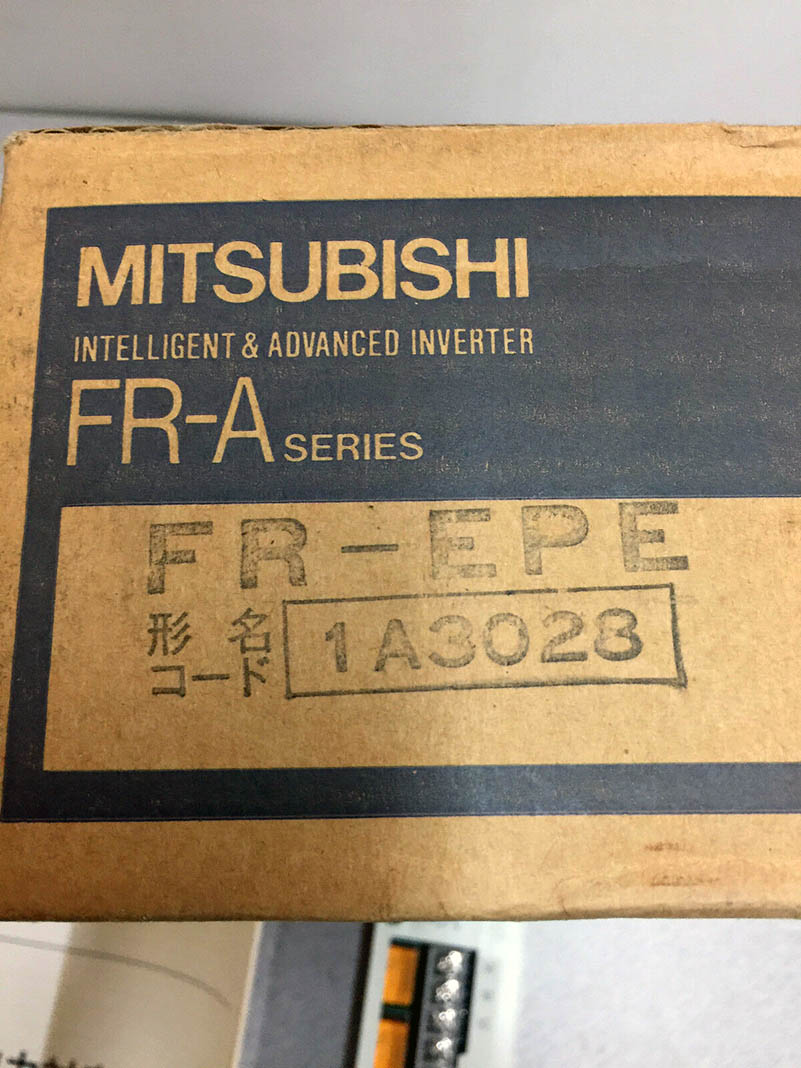 MITSUBISHI
INTELLIGENT & ADVANCED INVERTER
FR-A SERIES
FR-EPE
形名
コード 1A3028